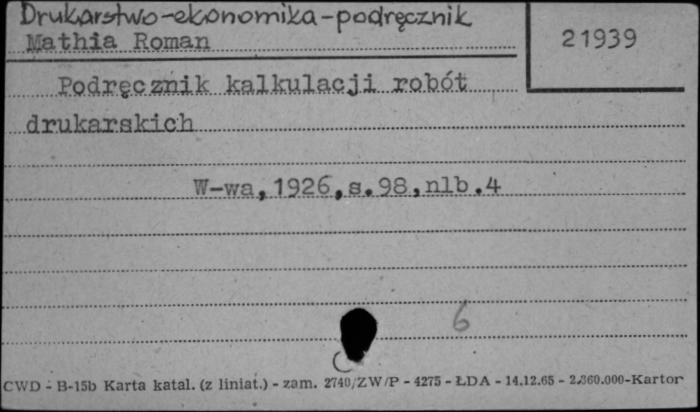 Drukarstwo-ekonomika-podręcznik
Mathia Roman
21939
Podręcznik kalkulacji robót
drukarskich
W-wa, 1926, s. 98, nlb. 4
6
CWD - B-15b Karta katal. (z liniat.) - zam. 2740/ZW/P - 4275 - ŁDA - 14.12.65 - 2.360.000-Kartor